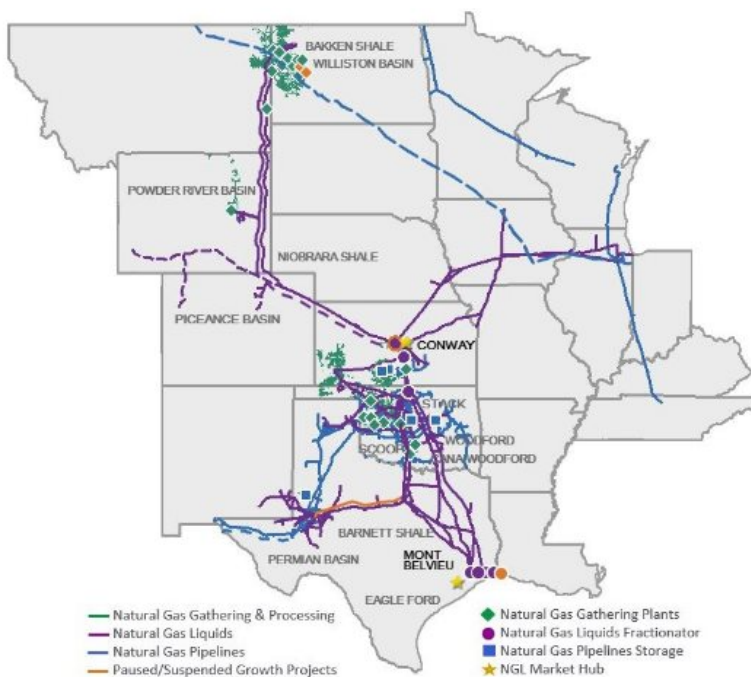 BAKKEN SHALE
WILLISTON BASIN
POWDER RIVER BASIN
NIOBRARA SHALE
PICEANCE BASIN
CONWAY
STACK
WOODFORD
SCOOP
CANA WOODFORD
BARNETT SHALE
PERMIAN BASIN
MONT
BELVIEU
EAGLE FORD
Natural Gas Gathering & Processing
Natural Gas Liquids
Natural Gas Pipelines
Paused/Suspended Growth Projects
Natural Gas Gathering Plants
Natural Gas Liquids Fractionator
Natural Gas Pipelines Storage
NGL Market Hub